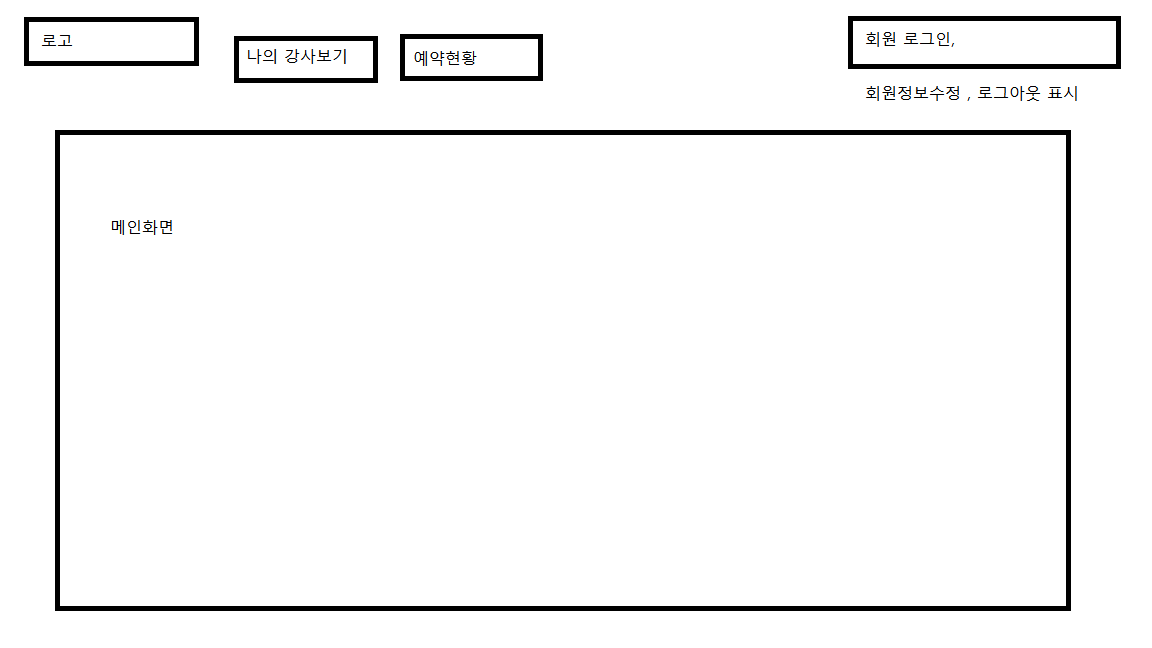 로고
나의 강사보기
예약현황
회원 로그인,
회원정보수정 , 로그아웃 표시
메인화면